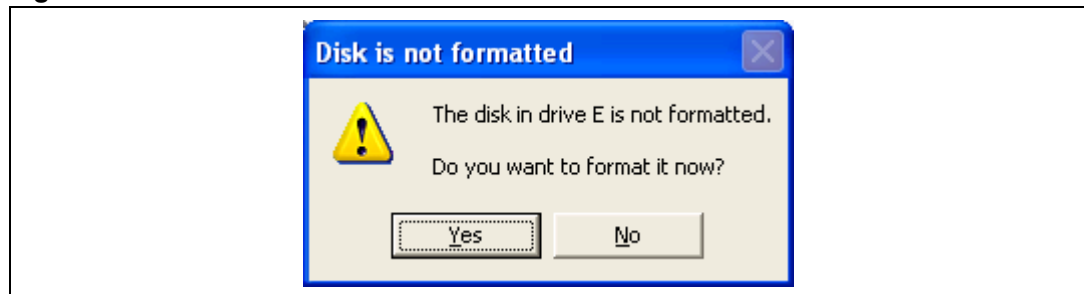 Disk is not formatted
The disk in drive E is not formatted.
Do you want to format it now?
Yes No